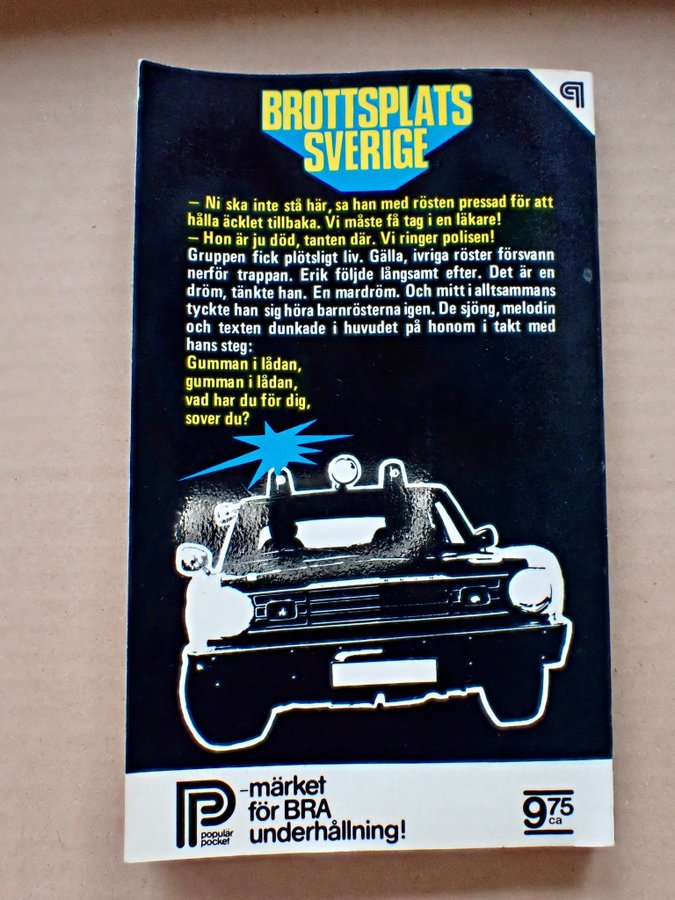 BROTTSPLATS
SVERIGE
– Ni ska inte stå här, sa han med rösten pressad för att
hålla äcklet tillbaka. Vi måste få tag i en läkare!
– Hon är ju död, tanten där. Vi ringer polisen!
Gruppen fick plötsligt liv. Gälla, ivriga röster försvann
nerför trappan. Erik följde långsamt efter. Det är en
dröm, tänkte han. En mardröm. Och mitt i alltsammans
tyckte han sig höra barnrösterna igen. De sjöng, melodin
och texten dunkade i huvudet på honom i takt med
hans steg:
Gumman i lådan,
gumman i lådan,
vad har du för dig,
sover du?
P
populär
pocket
–märket
för BRA
underhållning!
975
ca